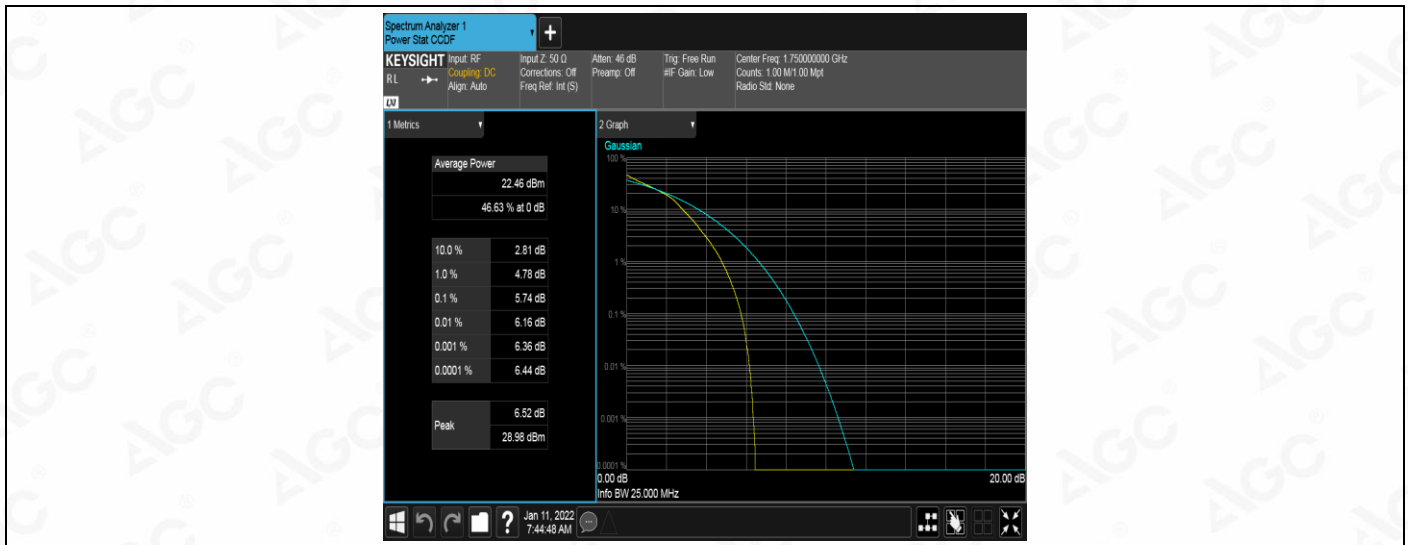 Spectrum Analyzer 1
Power Stat CCDF
+
KEYSIGHT
RL
Input: RF
Coupling: DC
Align: Auto
Input Z: 50 Ω
Corrections: Off
Freq Ref: Int (S)
Atten: 46 dB
Preamp: Off
Trig: Free Run
#IF Gain: Low
Center Freq: 1.750000000 GHz
Counts: 1.00 M/1.00 Mpt
Radio Std: None
1 Metrics
Average Power
22.46 dBm
46.63 % at 0 dB
10.0 % 2.81 dB
1.0 % 4.78 dB
0.1 % 5.74 dB
0.01 % 6.16 dB
0.001 % 6.36 dB
0.0001 % 6.44 dB
Peak
6.52 dB
28.98 dBm
2 Graph
Gaussian
100 %
10 %
1 %
0.1 %
0.01 %
0.001 %
0.0001 %
0.00 dB 20.00 dB
Info BW 25.000 MHz
?
Jan 11, 2022
7:44:48 AM
AGC